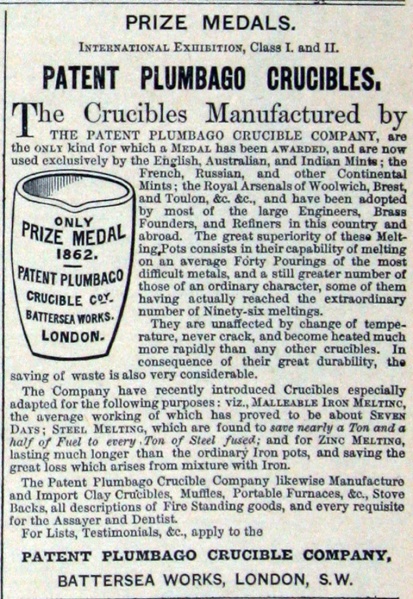 PRIZE MEDALS.
INTERNATIONAL EXHIBITION, Class I. and II.
PATENT PLUMBAGO CRUCIBLES.
The Crucibles Manufactured by
THE PATENT PLUMBAGO CRUCIBLE COMPANY, are
the ONLY kind for which a MEDAL has been AWARDED, and are now
used exclusively by the English, Australian, and Indian Mints; the
French, Russian, and other Continental
Mints; the Royal Arsenals of Woolwich, Brest,
and Toulon, &c. &c., and have been adopted
by most of the large Engineers, Brass
Founders, and Refiners in this country and
abroad. The great superiority of these Melt-
ing Pots consists in their capability of melting
on an average Forty Pourings of the most
difficult metals, and a still greater number of
those of an ordinary character, some of them
having actually reached the extraordinary
number of Ninety-six meltings.
They are unaffected by change of tempe-
rature, never crack, and become heated much
more rapidly than any other crucibles. In
consequence of their great durability, the
saving of waste is also very considerable.
ONLY
PRIZE MEDAL
1862.
PATENT PLUMBAGO
CRUCIBLE COY.
BATTERSEA WORKS.
LONDON.
The Company have recently introduced Crucibles especially
adapted for the following purposes: viz., MALLEABLE IRON MELTING,
the average working of which has proved to be about SEVEN
DAYS; STEEL MELTING, which are found to save nearly a Ton and a
half of Fuel to every Ton of Steel fused; and for ZINC MELTING,
lasting much longer than the ordinary Iron pots, and saving the
great loss which arises from mixture with Iron.
The Patent Plumbago Crucible Company likewise Manufacture
and Import Clay Crucibles, Muffles, Portable Furnaces, &c., Stove
Backs, all descriptions of Fire Standing goods, and every requisite
for the Assayer and Dentist.
For Lists, Testimonials, &c., apply to the
PATENT PLUMBAGO CRUCIBLE COMPANY,
BATTERSEA WORKS, LONDON, S.W.